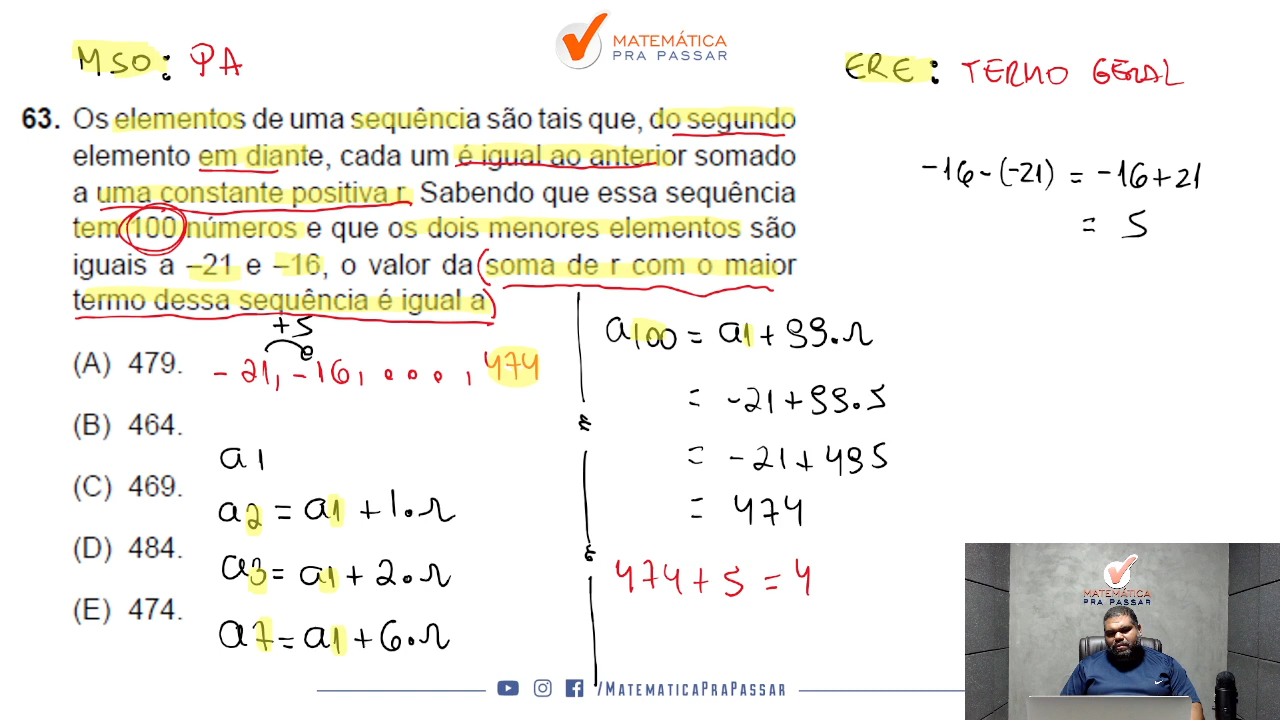 MSO: PA
MATEMÁTICA
PRA PASSAR
ERE: TERMO GERAL
63. Os elementos de uma sequência são tais que, do segundo
elemento em diante, cada um é igual ao anterior somado
a uma constante positiva r. Sabendo que essa sequência
tem 100 números e que os dois menores elementos são
iguais a –21 e –16, o valor da soma de r com o maior
termo dessa sequência é igual a
-16-(-21) = -16+21
= 5
+5
-21, -16, ..., 474
(A) 479.
(B) 464.
(C) 469.
(D) 484.
(E) 474.
a1
a2 = a1 + 1.r
a3 = a1 + 2.r
a7 = a1 + 6.r
a100 = a1 + 99.r
= -21 + 99.5
= -21 + 495
= 474
474 + 5 = 4
MATEMÁTICA
PRA PASSAR
/MATEMATICAPRAPASSAR